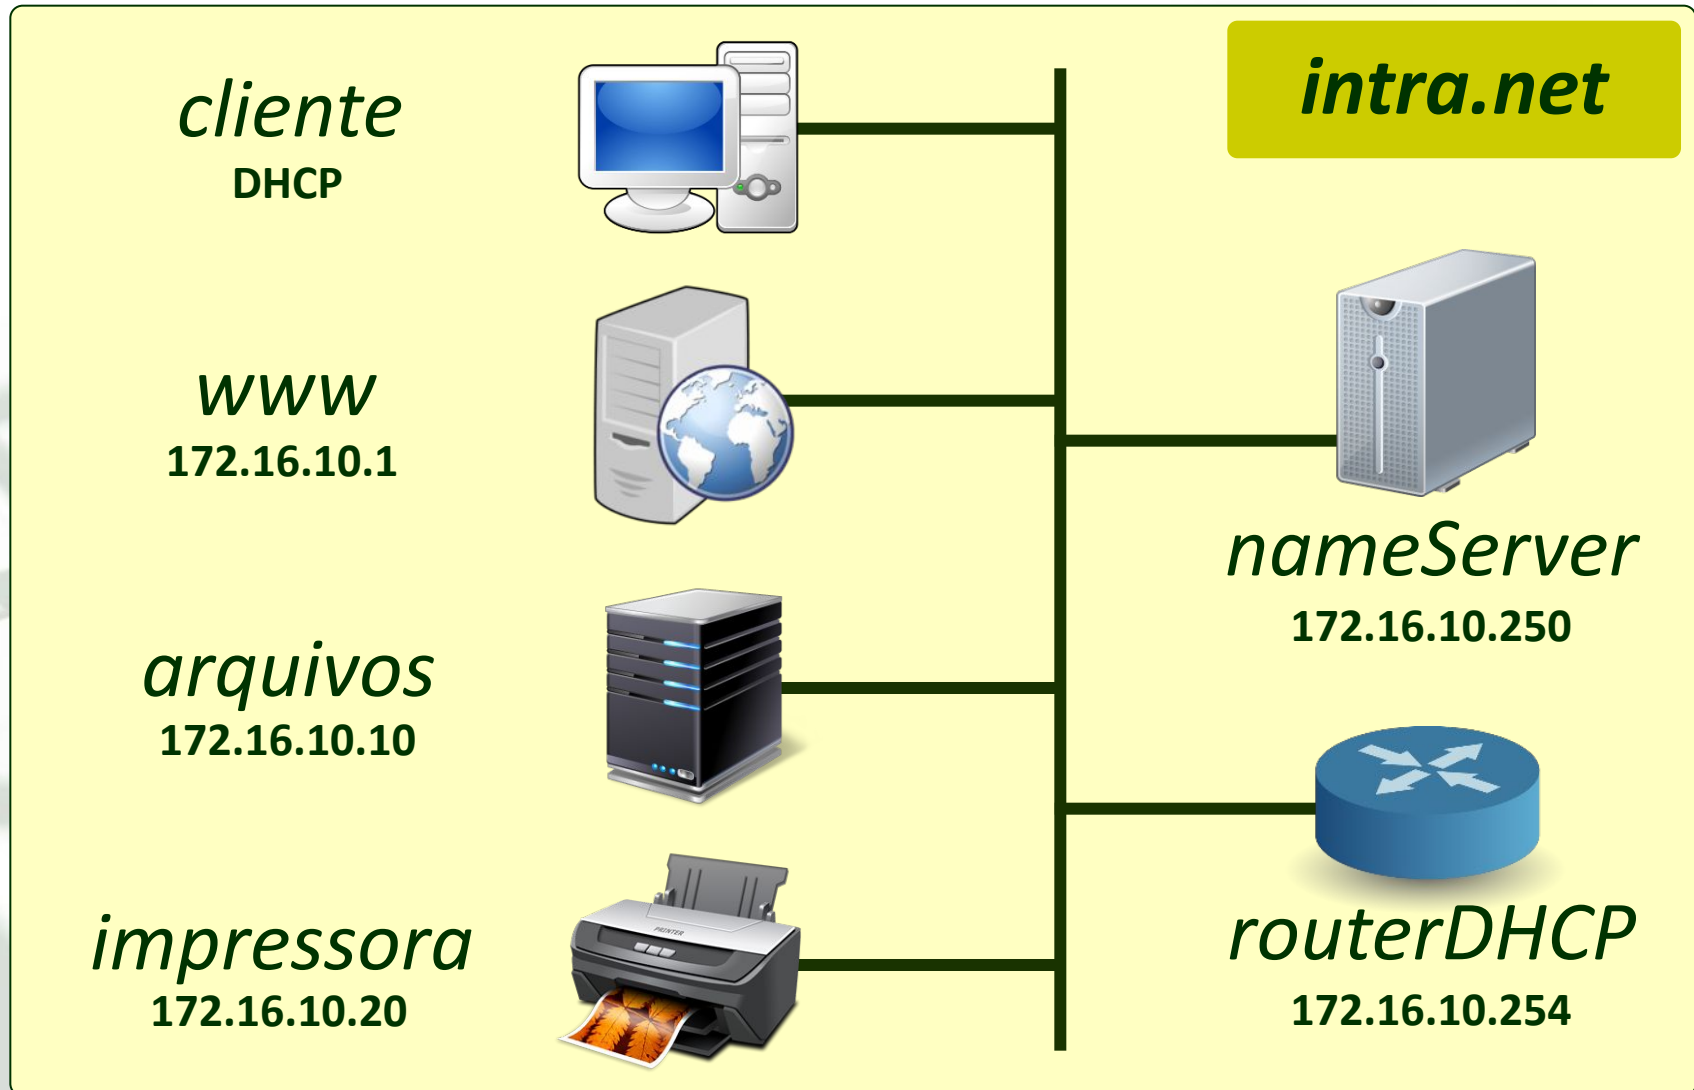 cliente
DHCP
www
172.16.10.1
arquivos
172.16.10.10
impressora
172.16.10.20
PRINTER
intra.net
nameServer
172.16.10.250
routerDHCP
172.16.10.254